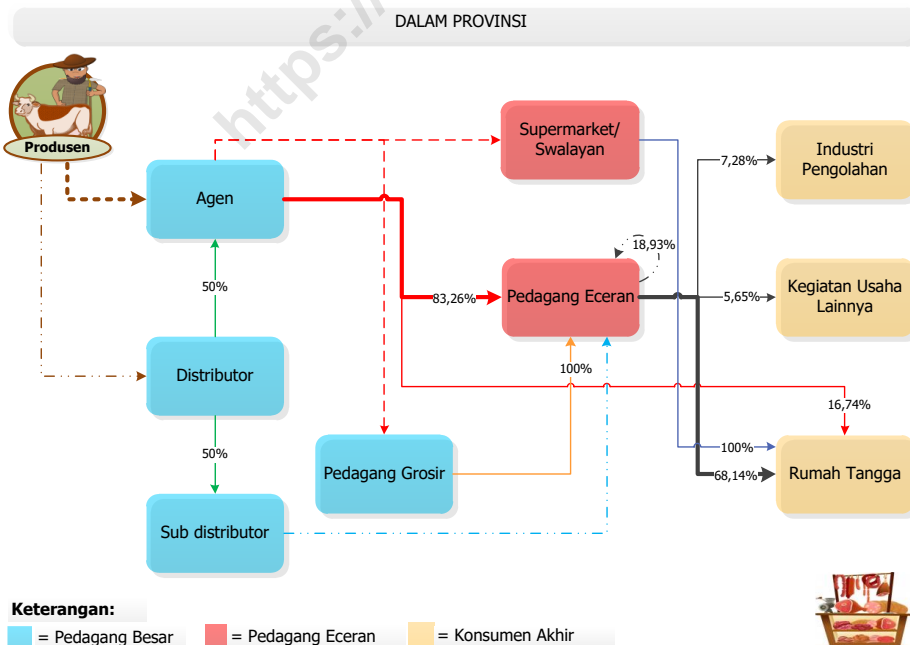 DALAM PROVINSI
https:/
Produsen
Supermarket/
Swalayan
Industri
Pengolahan
7,28%
Agen
18,93%
50%
83,26%
Pedagang Eceran
5,65%
Kegiatan Usaha
Lainnya
Distributor
100%
16,74%
50%
100%
Pedagang Grosir
68,14%
Rumah Tangga
Sub distributor
Keterangan:
= Pedagang Besar
= Pedagang Eceran
= Konsumen Akhir